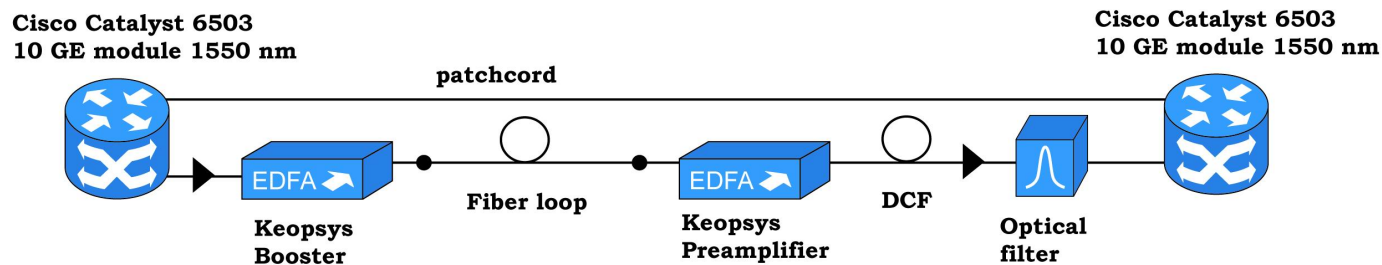 Cisco Catalyst 6503
10 GE module 1550 nm
Cisco Catalyst 6503
10 GE module 1550 nm
patchcord
EDFA
Fiber loop
EDFA
DCF
Keopsys
Booster
Keopsys
Preamplifier
Optical
filter